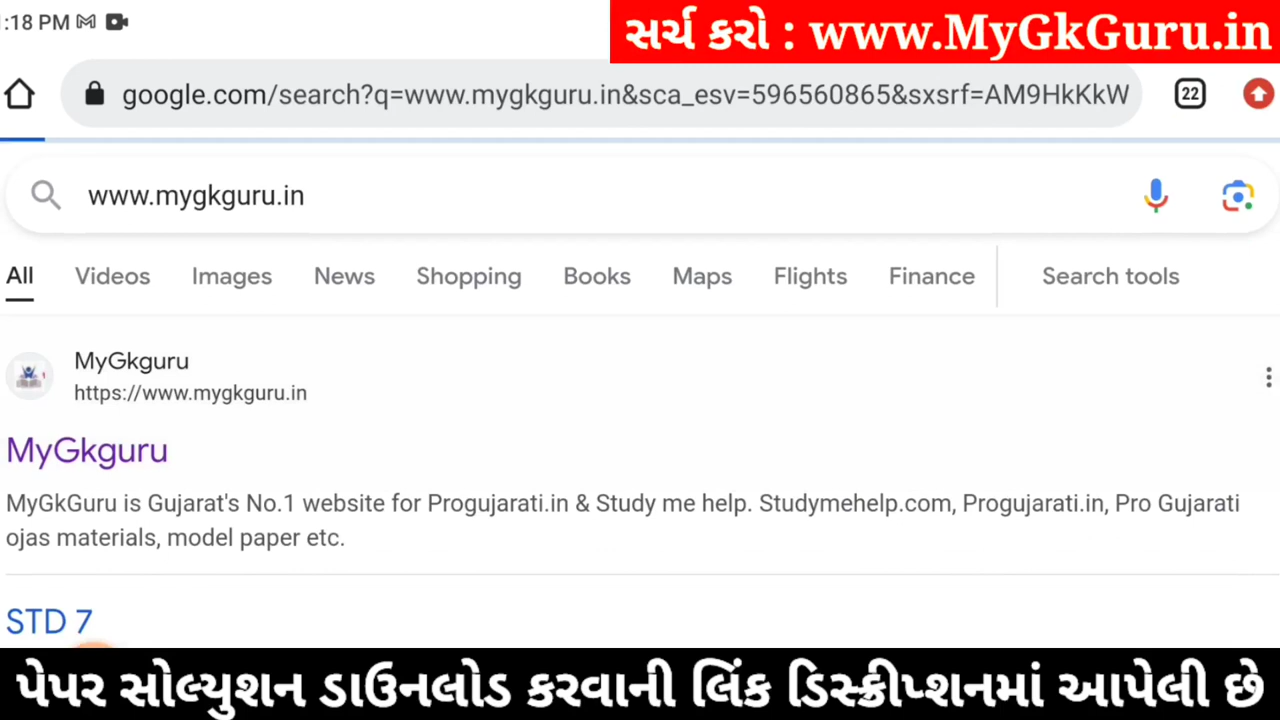 :18 PM
સર્ચ કરો : www.MyGkGuru.in
google.com/search?q=www.mygkguru.in&sca_esv=596560865&sxsrf=AM9HkKkW
22
www.mygkguru.in
All Videos Images News Shopping Books Maps Flights Finance Search tools
MyGkguru
https://www.mygkguru.in
MyGkguru
MyGkGuru is Gujarat's No.1 website for Progujarati.in & Study me help. Studymehelp.com, Progujarati.in, Pro Gujarati
ojas materials, model paper etc.
STD 7
પેપર સોલ્યુશન ડાઉનલોડ કરવાની લિંક ડિસ્ક્રીપ્શનમાં આપેલી છે